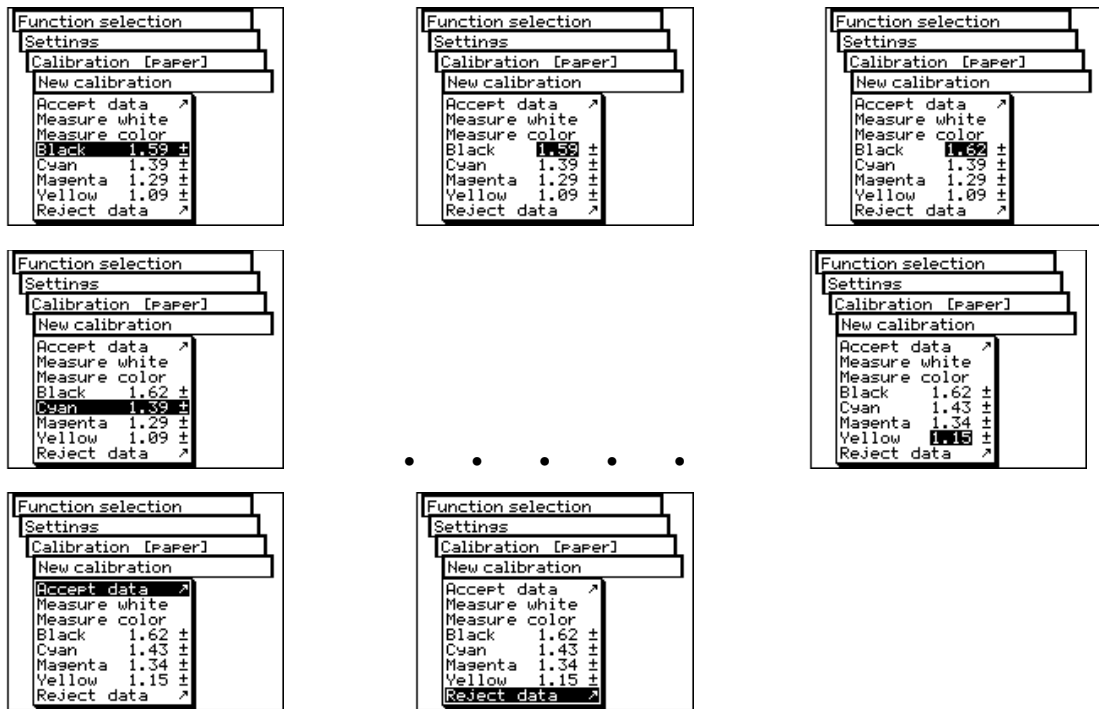 Function selection
Settings
Calibration [paper]
New calibration
Accept data ↗
Measure white
Measure color
Black 1.59 ±
Cyan 1.39 ±
Magenta 1.29 ±
Yellow 1.09 ±
Reject data ↗
Function selection
Settings
Calibration [paper]
New calibration
Accept data ↗
Measure white
Measure color
Black 1.59 ±
Cyan 1.39 ±
Magenta 1.29 ±
Yellow 1.09 ±
Reject data ↗
Function selection
Settings
Calibration [paper]
New calibration
Accept data ↗
Measure white
Measure color
Black 1.62 ±
Cyan 1.39 ±
Magenta 1.29 ±
Yellow 1.09 ±
Reject data ↗
Function selection
Settings
Calibration [paper]
New calibration
Accept data ↗
Measure white
Measure color
Black 1.62 ±
Cyan 1.39 ±
Magenta 1.29 ±
Yellow 1.09 ±
Reject data ↗
• • • • •
Function selection
Settings
Calibration [paper]
New calibration
Accept data ↗
Measure white
Measure color
Black 1.62 ±
Cyan 1.43 ±
Magenta 1.34 ±
Yellow 1.15 ±
Reject data ↗
Function selection
Settings
Calibration [paper]
New calibration
Accept data ↗
Measure white
Measure color
Black 1.62 ±
Cyan 1.43 ±
Magenta 1.34 ±
Yellow 1.15 ±
Reject data ↗
Function selection
Settings
Calibration [paper]
New calibration
Accept data ↗
Measure white
Measure color
Black 1.62 ±
Cyan 1.43 ±
Magenta 1.34 ±
Yellow 1.15 ±
Reject data ↗